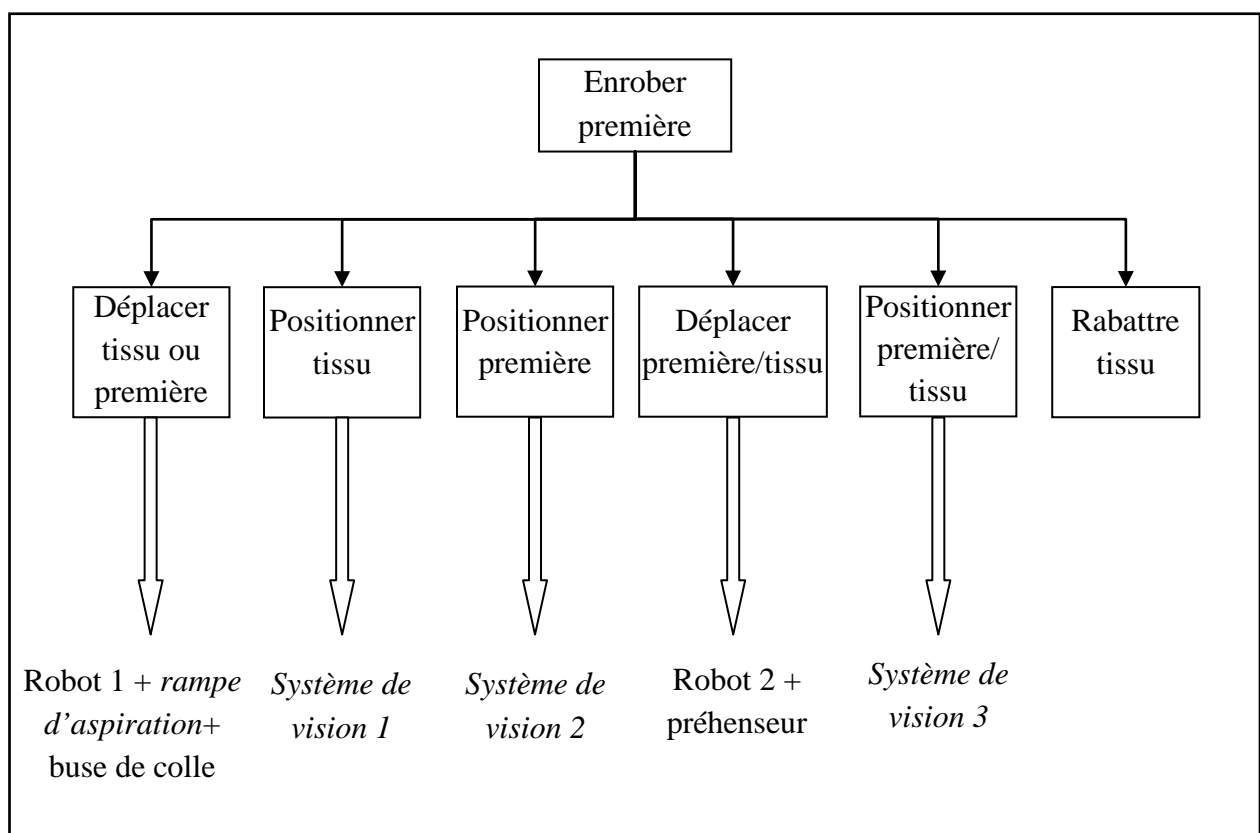 Enrober
première
Déplacer
tissu ou
première
Positionner
tissu
Positionner
première
Déplacer
première/tissu
Positionner
première/
tissu
Rabattre
tissu
Robot 1 + rampe
d’aspiration+
buse de colle
Système de
vision 1
Système de
vision 2
Robot 2 +
préhenseur
Système de
vision 3